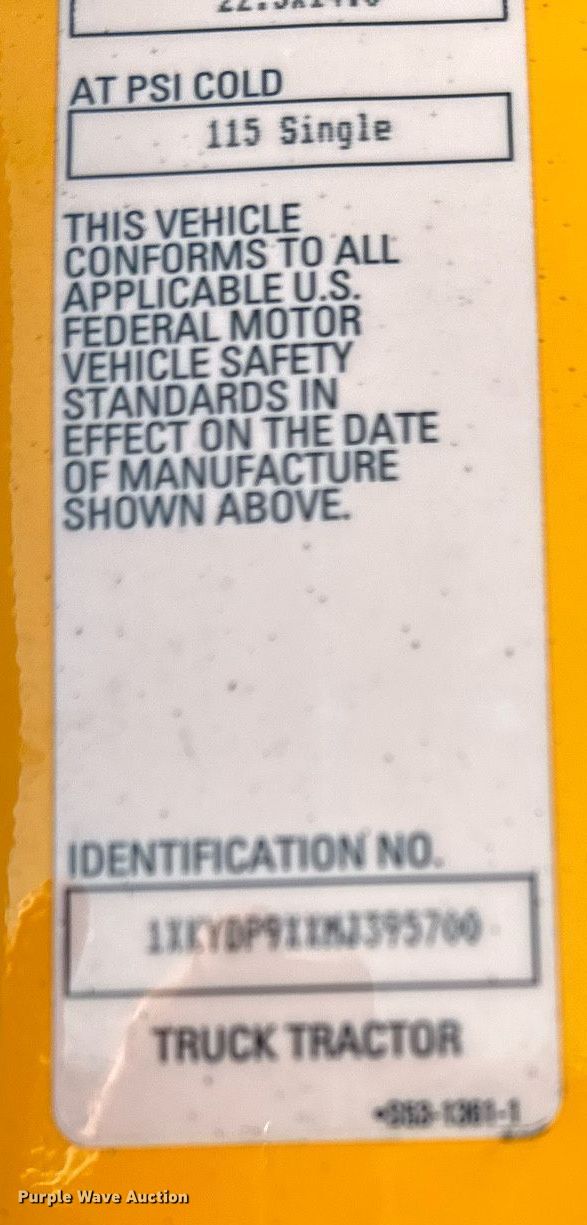 AT PSI COLD
115 Single
THIS VEHICLE
CONFORMS TO ALL
APPLICABLE U.S.
FEDERAL MOTOR
VEHICLE SAFETY
STANDARDS IN
EFFECT ON THE DATE
OF MANUFACTURE
SHOWN ABOVE.
IDENTIFICATION NO.
1XKYDP9XXMJ395700
TRUCK TRACTOR
Purple Wave Auction